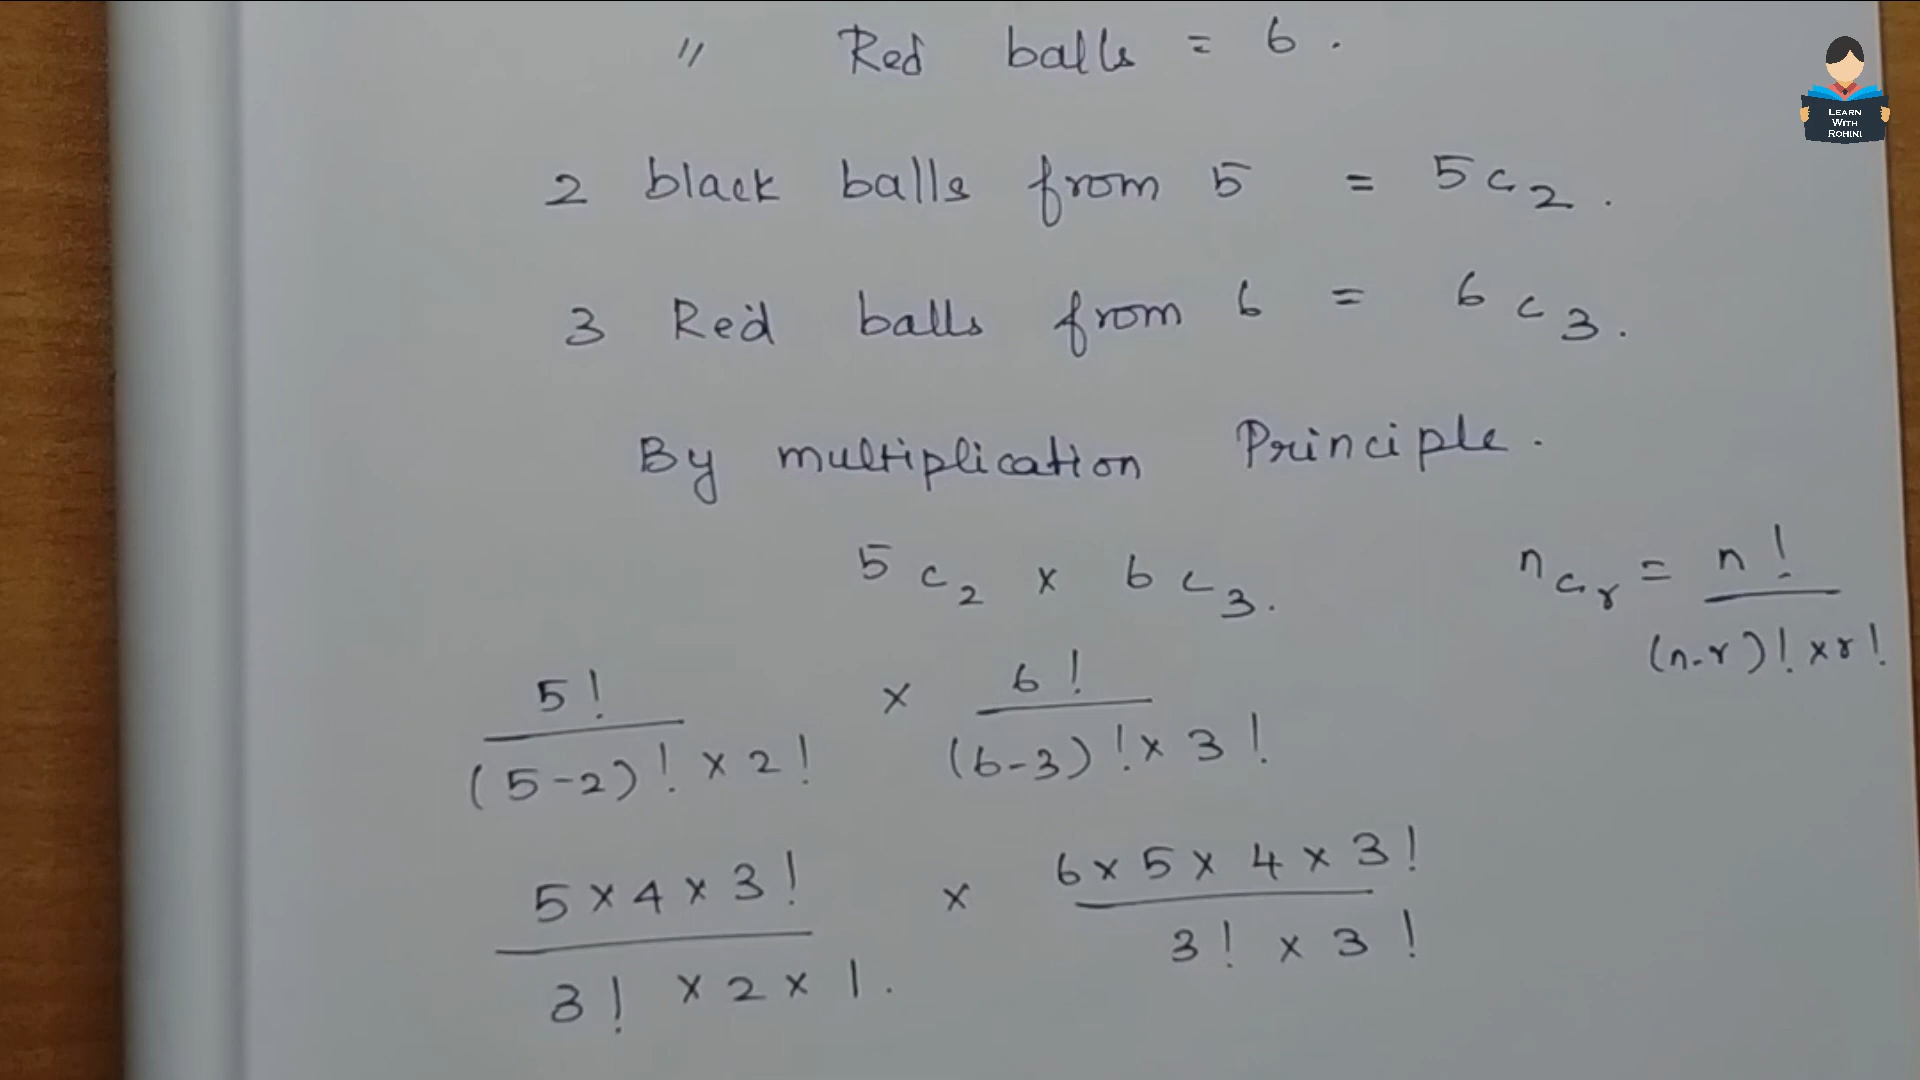 " Red balls = 6 .
LEARN
WITH
ROHINI
2 black balls from 5 = 5c2 .
3 Red balls from 6 = 6c3 .
By multiplication Principle .
5c2 x 6c3 .
ncr = n! / (n-r)! x r!
5! / (5-2)! x 2! x 6! / (6-3)! x 3!
5 x 4 x 3! / 3! x 2 x 1 . x 6 x 5 x 4 x 3! / 3! x 3!